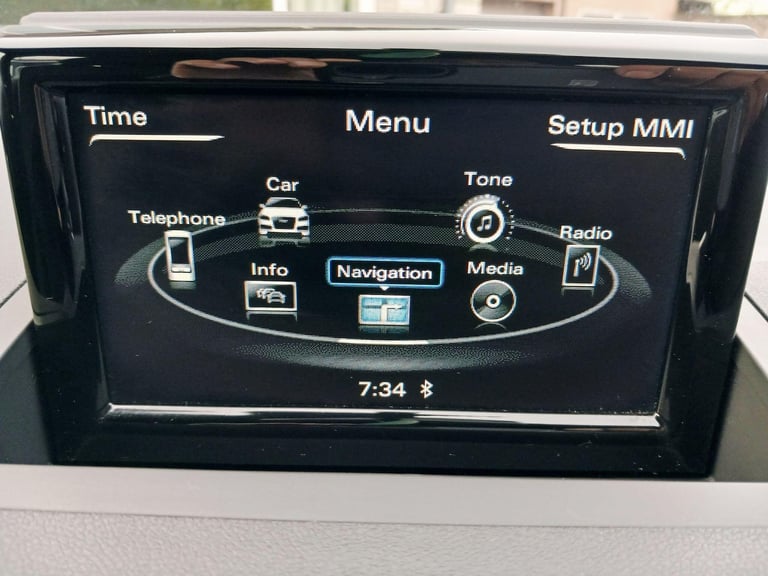 Time
Menu
Setup MMI
Car
Tone
Telephone
Radio
Info
Navigation
Media
7:34